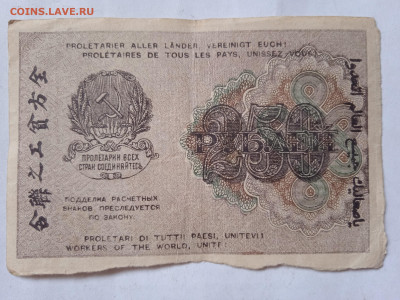 COINS.LAVE.RU
PROLETARIER ALLER LÄNDER, VEREINIGT EUCH!
PROLÉTAIRES DE TOUS LES PAYS, UNISSEZ-VOUS!
250
РУБЛЕЙ
ПРОЛЕТАРИИ ВСЕХ
СТРАН СОЕДИНЯЙТЕСЬ.
ПОДДЕЛКА РАСЧЕТНЫХ
ЗНАКОВ ПРЕСЛЕДУЕТСЯ
ПО ЗАКОНУ.
PROLETARI DI TUTTI PAESI, UNITEVI!
WORKERS OF THE WORLD, UNITE